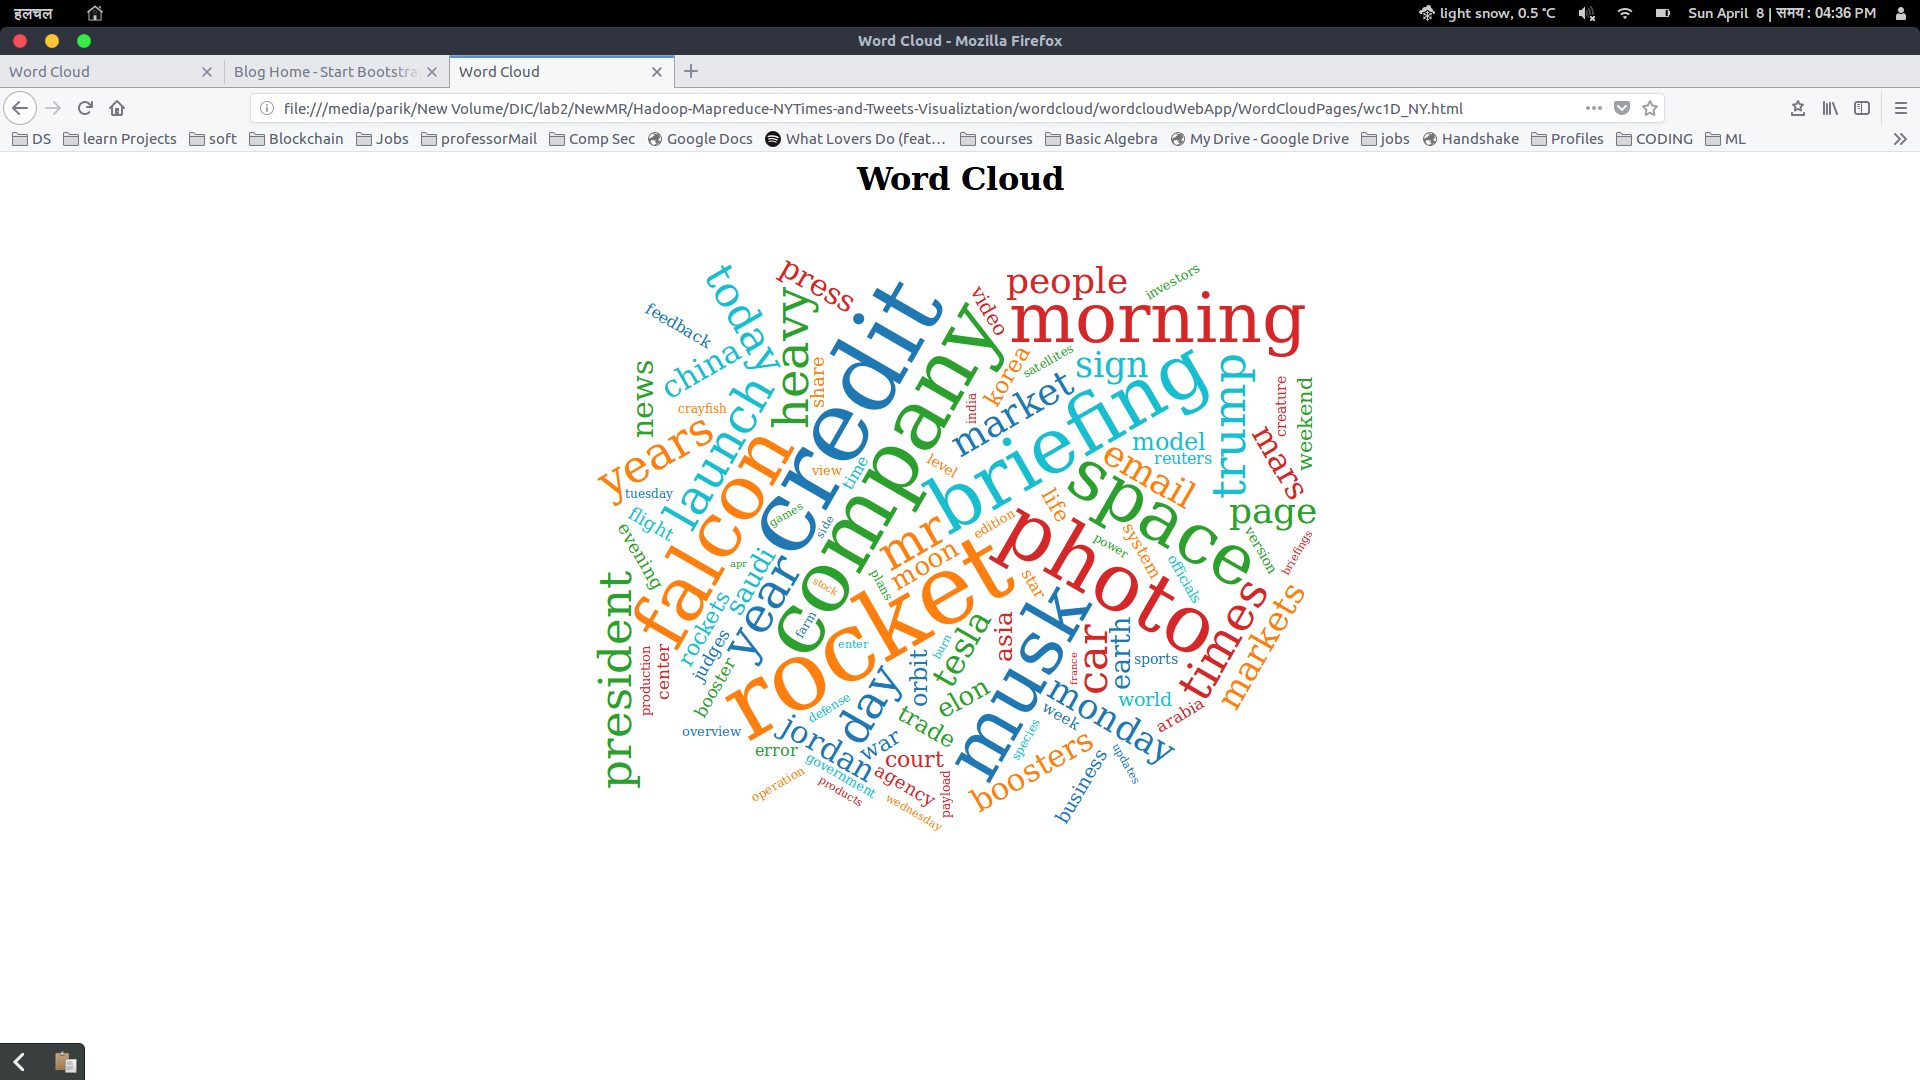 हलचल
light snow, 0.5 °C
Sun April 8 | समय : 04:36 PM
Word Cloud - Mozilla Firefox
Word Cloud
Blog Home - Start Bootstra
Word Cloud
file:///media/parik/New Volume/DIC/lab2/NewMR/Hadoop-Mapreduce-NYTimes-and-Tweets-Visualiztation/wordcloud/wordcloudWebApp/WordCloudPages/wc1D_NY.html
DS learn Projects soft Blockchain Jobs professorMail Comp Sec Google Docs What Lovers Do (feat... courses Basic Algebra My Drive - Google Drive jobs Handshake Profiles CODING ML
Word Cloud
today
press
people
investors
feedback
heavy
credit
video
morning
china
share
company
korea
satellites
sign
news
crayfish
launch
india
market
briefing
trump
creature
weekend
years
falcon
view
time
level
model
reuters
email
mars
tuesday
flight
games
side
mr
edition
life
space
page
evening
apr
saudi
year
stock
plans
moon
rocket
photo
power
system
officials
version
briefings
president
rockets
judges
farm
enter
burn
tesla
star
asia
musk
car
france
earth
sports
times
markets
production
center
booster
defense
day
orbit
elon
monday
week
world
arabia
overview
error
jordan
war
trade
species
court
government
agency
operation
products
wednesday
payload
boosters
business
updates